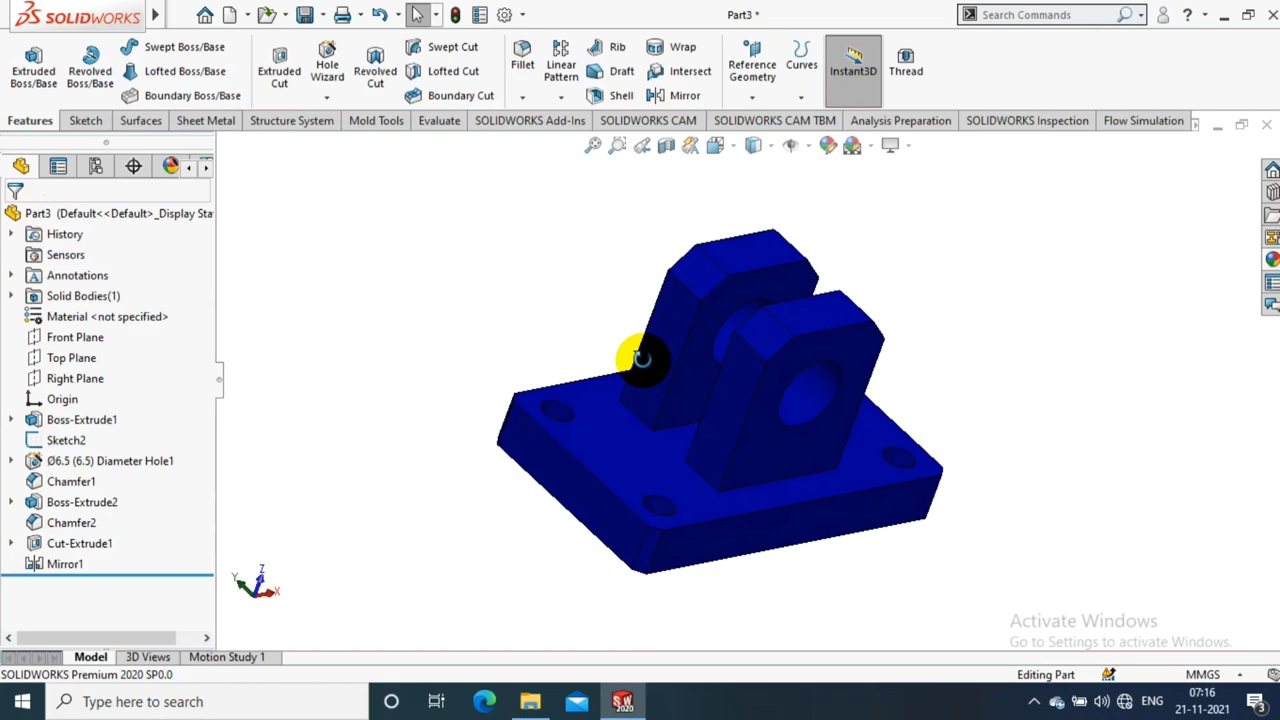 SOLIDWORKS
Part3 *
Search Commands
Extruded Boss/Base
Revolved Boss/Base
Swept Boss/Base
Lofted Boss/Base
Boundary Boss/Base
Extruded Cut
Hole Wizard
Revolved Cut
Swept Cut
Lofted Cut
Boundary Cut
Fillet
Linear Pattern
Rib
Draft
Shell
Wrap
Intersect
Mirror
Reference Geometry
Curves
Instant3D
Thread
Features
Sketch
Surfaces
Sheet Metal
Structure System
Mold Tools
Evaluate
SOLIDWORKS Add-Ins
SOLIDWORKS CAM
SOLIDWORKS CAM TBM
Analysis Preparation
SOLIDWORKS Inspection
Flow Simulation
Part3 (Default<<Default>_Display Sta
History
Sensors
Annotations
Solid Bodies(1)
Material <not specified>
Front Plane
Top Plane
Right Plane
Origin
Boss-Extrude1
Sketch2
Ø6.5 (6.5) Diameter Hole1
Chamfer1
Boss-Extrude2
Chamfer2
Cut-Extrude1
Mirror1
Z
Y
X
Activate Windows
Go to Settings to activate Windows.
Model
3D Views
Motion Study 1
SOLIDWORKS Premium 2020 SP0.0
Editing Part
MMGS
Type here to search
SW
2020
ENG
07:16
21-11-2021
3